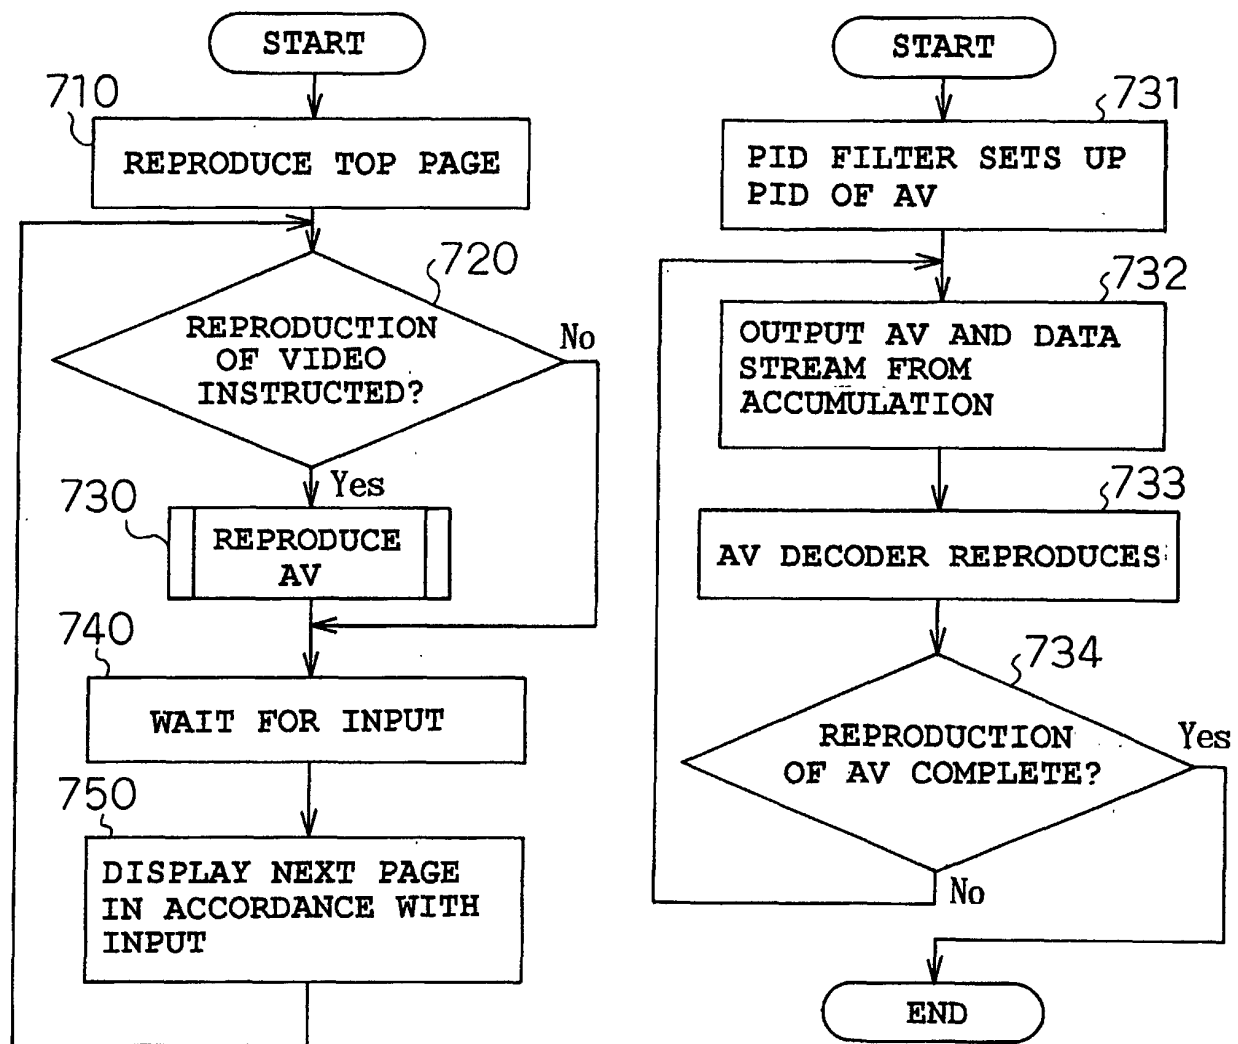 START
710
REPRODUCE TOP PAGE
720
REPRODUCTION
OF VIDEO
INSTRUCTED?
No
Yes
730
REPRODUCE
AV
740
WAIT FOR INPUT
750
DISPLAY NEXT PAGE
IN ACCORDANCE WITH
INPUT
START
731
PID FILTER SETS UP
PID OF AV
732
OUTPUT AV AND DATA
STREAM FROM
ACCUMULATION
733
AV DECODER REPRODUCES
734
REPRODUCTION
OF AV COMPLETE?
Yes
No
END